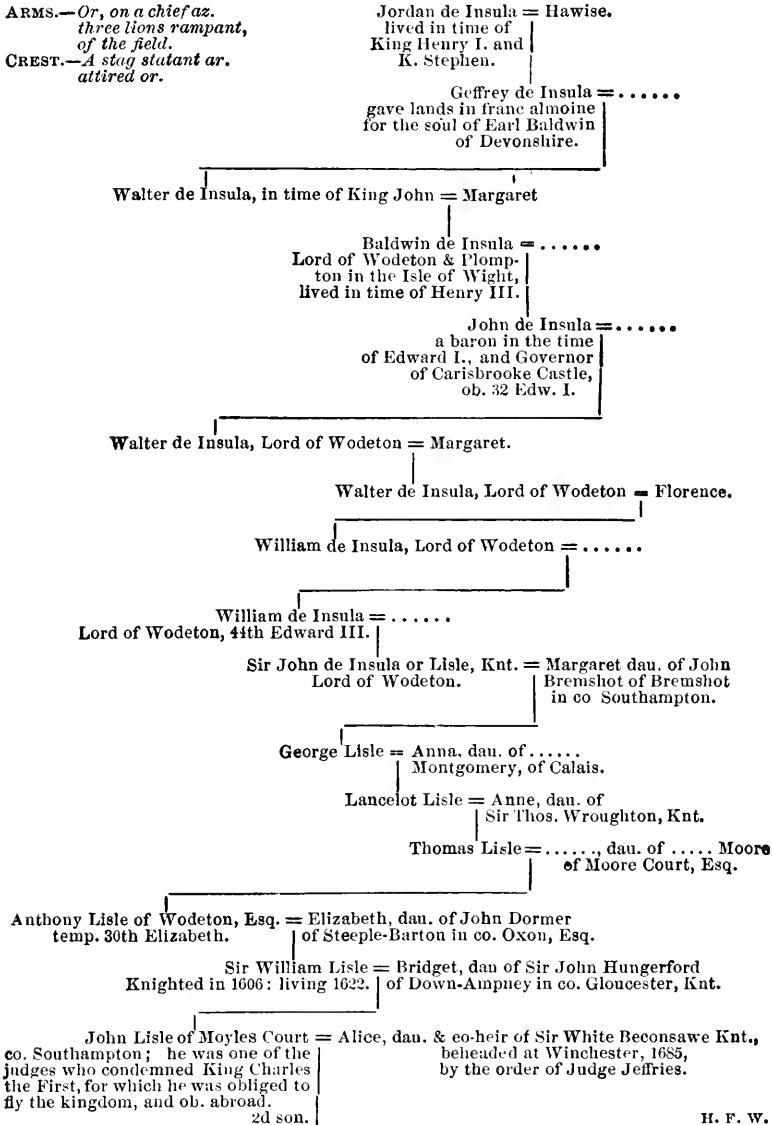 ARMS.—Or, on a chief az.
three lions rampant,
of the field.
CREST.—A stag statant ar.
attired or.
Jordan de Insula = Hawise.
lived in time of
King Henry I. and
K. Stephen.
Geffrey de Insula = ......
gave lands in franc almoine
for the soul of Earl Baldwin
of Devonshire.
Walter de Insula, in time of King John = Margaret
Baldwin de Insula = ......
Lord of Wodeton & Plomp-
ton in the Isle of Wight,
lived in time of Henry III.
John de Insula = ......
a baron in the time
of Edward I., and Governor
of Carisbrooke Castle,
ob. 32 Edw. I.
Walter de Insula, Lord of Wodeton = Margaret.
Walter de Insula, Lord of Wodeton = Florence.
William de Insula, Lord of Wodeton = ......
William de Insula = ......
Lord of Wodeton, 44th Edward III.
Sir John de Insula or Lisle, Knt. = Margaret dau. of John
Lord of Wodeton. Bremshot of Bremshot
in co Southampton.
George Lisle = Anna, dau. of ......
Montgomery, of Calais.
Lancelot Lisle = Anne, dau. of
Sir Thos. Wroughton, Knt.
Thomas Lisle = ......, dau. of ..... Moore
of Moore Court, Esq.
Anthony Lisle of Wodeton, Esq. = Elizabeth, dau. of John Dormer
temp. 30th Elizabeth. of Steeple-Barton in co. Oxon, Esq.
Sir William Lisle = Bridget, dau of Sir John Hungerford
Knighted in 1606: living 1622. of Down-Ampney in co. Gloucester, Knt.
John Lisle of Moyles Court = Alice, dau. & co-heir of Sir White Beconsawe Knt.,
co. Southampton; he was one of the beheaded at Winchester, 1685,
judges who condemned King Charles by the order of Judge Jeffries.
the First, for which he was obliged to
fly the kingdom, and ob. abroad.
2d son. H. F. W.